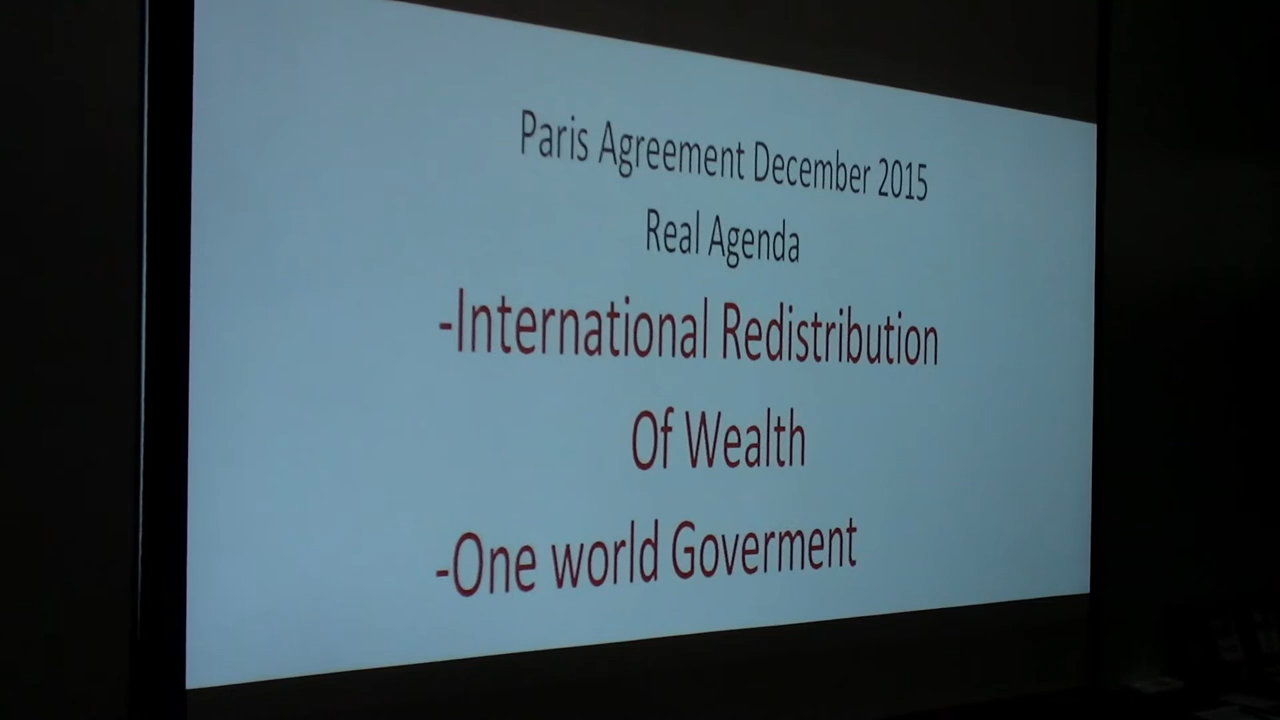 Paris Agreement December 2015
Real Agenda
-International Redistribution
Of Wealth
-One world Goverment